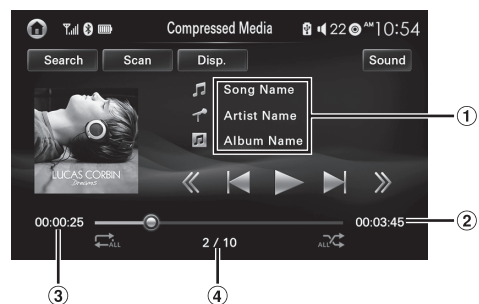 Compressed Media
22
AM 10:54
Search Scan Disp. Sound
Song Name
Artist Name
Album Name
LUCAS CORBIN
Dreams
00:00:25
00:03:45
ALL
2 / 10
ALL
1
2
3
4